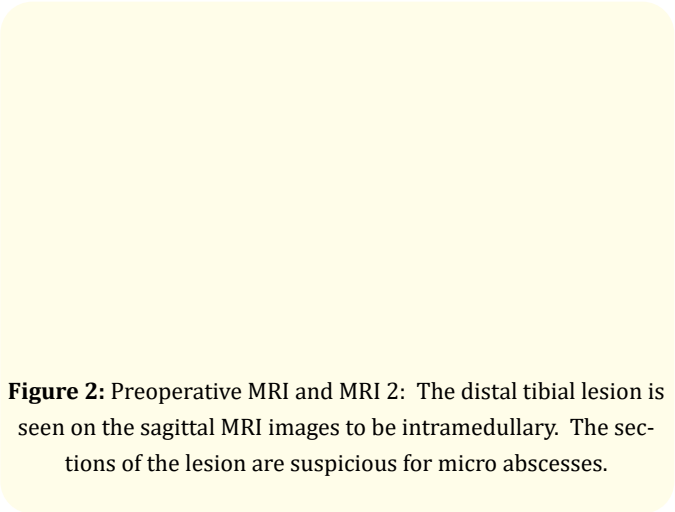 Figure 2: Preoperative MRI and MRI 2:  The distal tibial lesion is
seen on the sagittal MRI images to be intramedullary.  The sec-
tions of the lesion are suspicious for micro abscesses.